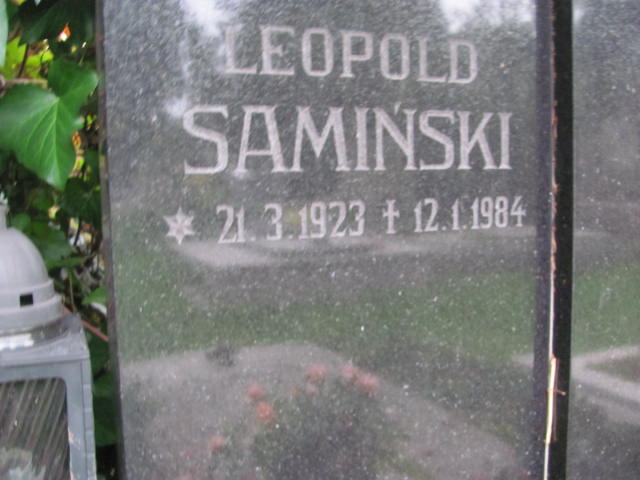 LEOPOLD
SAMIŃSKI
* 21.3.1923 † 12.1.1984